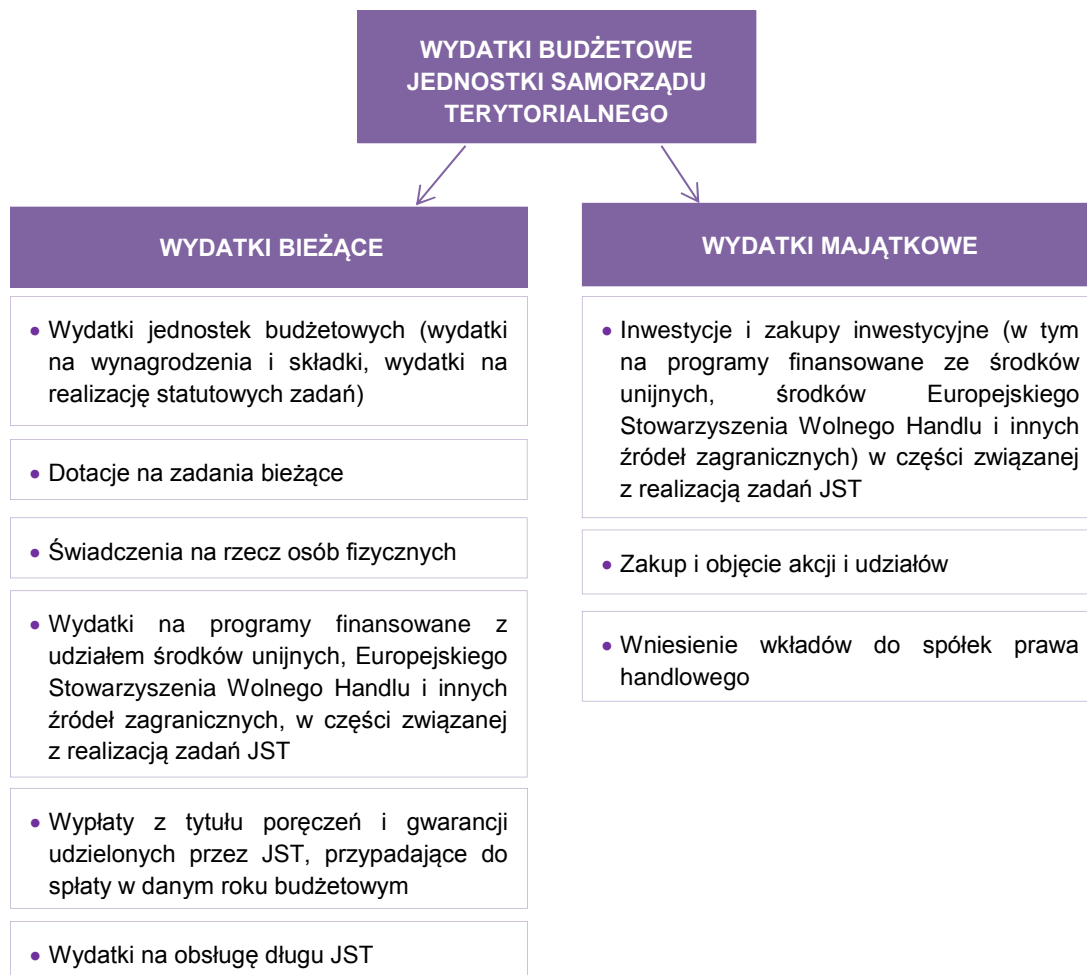 WYDATKI BUDŻETOWE
JEDNOSTKI SAMORZĄDU
TERYTORIALNEGO
WYDATKI BIEŻĄCE
• Wydatki jednostek budżetowych (wydatki
na wynagrodzenia i składki, wydatki na
realizację statutowych zadań)
• Dotacje na zadania bieżące
• Świadczenia na rzecz osób fizycznych
• Wydatki na programy finansowane z
udziałem środków unijnych, Europejskiego
Stowarzyszenia Wolnego Handlu i innych
źródeł zagranicznych, w części związanej
z realizacją zadań JST
• Wypłaty z tytułu poręczeń i gwarancji
udzielonych przez JST, przypadające do
spłaty w danym roku budżetowym
• Wydatki na obsługę długu JST
WYDATKI MAJĄTKOWE
• Inwestycje i zakupy inwestycyjne (w tym
na programy finansowane ze środków
unijnych, środków Europejskiego
Stowarzyszenia Wolnego Handlu i innych
źródeł zagranicznych) w części związanej
z realizacją zadań JST
• Zakup i objęcie akcji i udziałów
• Wniesienie wkładów do spółek prawa
handlowego